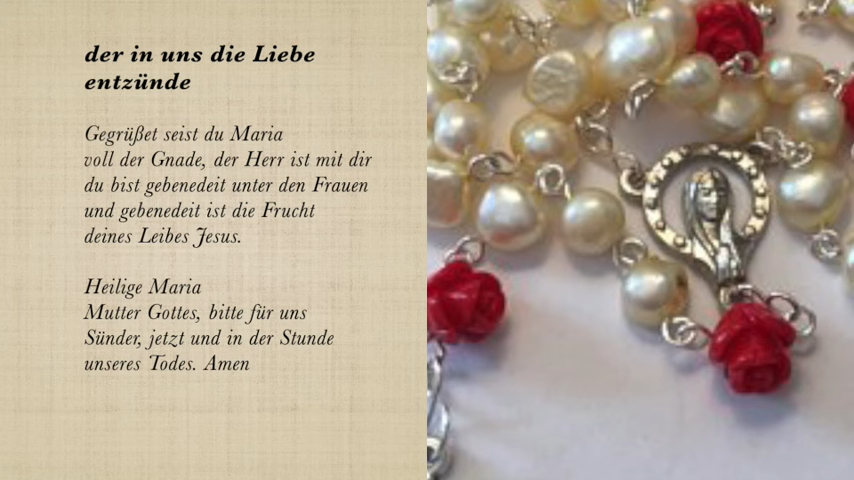 der in uns die Liebe
entzünde
Gegrüßet seist du Maria
voll der Gnade, der Herr ist mit dir
du bist gebenedeit unter den Frauen
und gebenedeit ist die Frucht
deines Leibes Jesus.
Heilige Maria
Mutter Gottes, bitte für uns
Sünder, jetzt und in der Stunde
unseres Todes. Amen